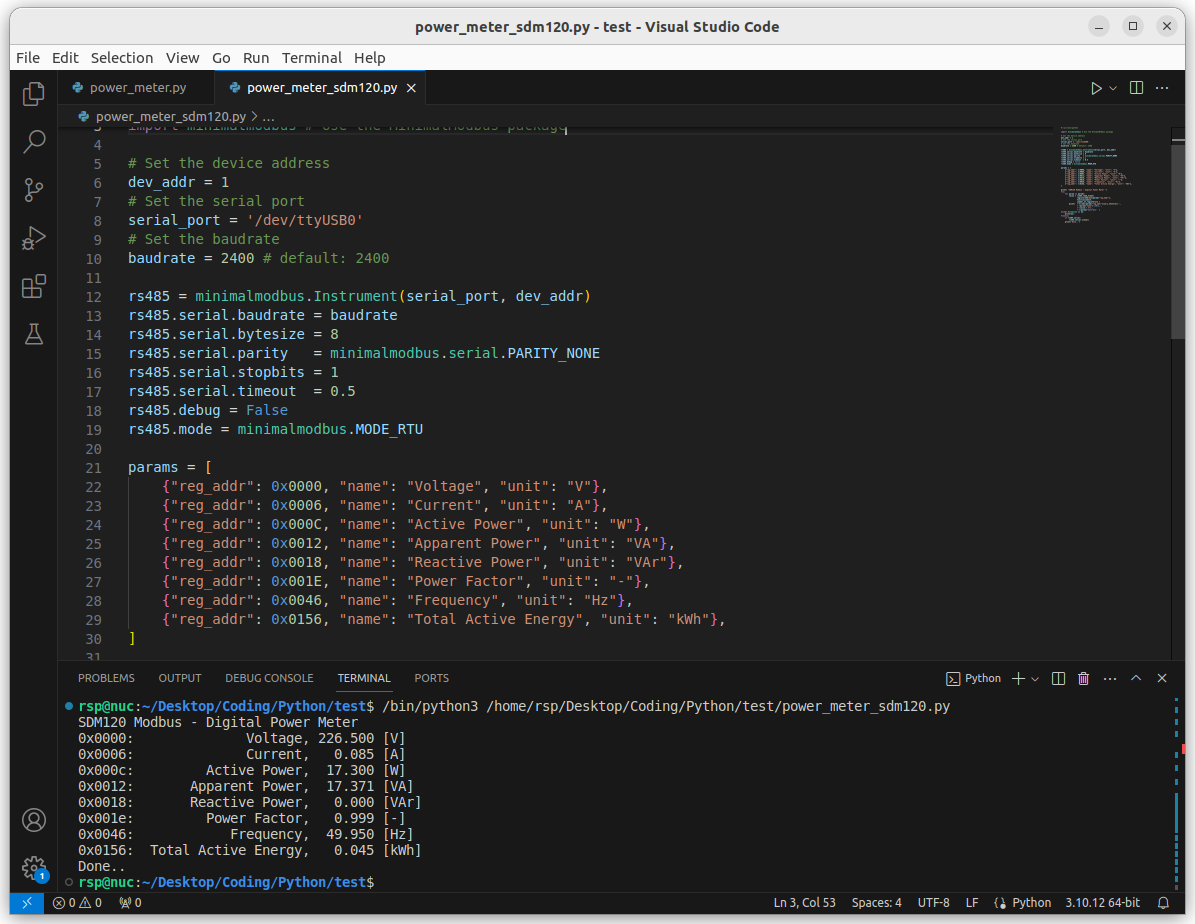 power_meter_sdm120.py - test - Visual Studio Code
File Edit Selection View Go Run Terminal Help
power_meter.py power_meter_sdm120.py
power_meter_sdm120.py > ...
3 import minimalmodbus # Use the MinimalModbus package
4
5 # Set the device address
6 dev_addr = 1
7 # Set the serial port
8 serial_port = '/dev/ttyUSB0'
9 # Set the baudrate
10 baudrate = 2400 # default: 2400
11
12 rs485 = minimalmodbus.Instrument(serial_port, dev_addr)
13 rs485.serial.baudrate = baudrate
14 rs485.serial.bytesize = 8
15 rs485.serial.parity   = minimalmodbus.serial.PARITY_NONE
16 rs485.serial.stopbits = 1
17 rs485.serial.timeout  = 0.5
18 rs485.debug = False
19 rs485.mode = minimalmodbus.MODE_RTU
20
21 params = [
22     {"reg_addr": 0x0000, "name": "Voltage", "unit": "V"},
23     {"reg_addr": 0x0006, "name": "Current", "unit": "A"},
24     {"reg_addr": 0x000C, "name": "Active Power", "unit": "W"},
25     {"reg_addr": 0x0012, "name": "Apparent Power", "unit": "VA"},
26     {"reg_addr": 0x0018, "name": "Reactive Power", "unit": "VAr"},
27     {"reg_addr": 0x001E, "name": "Power Factor", "unit": "-"},
28     {"reg_addr": 0x0046, "name": "Frequency", "unit": "Hz"},
29     {"reg_addr": 0x0156, "name": "Total Active Energy", "unit": "kWh"},
30 ]
31
PROBLEMS OUTPUT DEBUG CONSOLE TERMINAL PORTS Python
rsp@nuc:~/Desktop/Coding/Python/test$ /bin/python3 /home/rsp/Desktop/Coding/Python/test/power_meter_sdm120.py
SDM120 Modbus - Digital Power Meter
0x0000:              Voltage, 226.500 [V]
0x0006:              Current,   0.085 [A]
0x000c:         Active Power,  17.300 [W]
0x0012:       Apparent Power,  17.371 [VA]
0x0018:       Reactive Power,   0.000 [VAr]
0x001e:         Power Factor,   0.999 [-]
0x0046:            Frequency,  49.950 [Hz]
0x0156:  Total Active Energy,   0.045 [kWh]
Done..
rsp@nuc:~/Desktop/Coding/Python/test$
1
0 0 0 Ln 3, Col 53 Spaces: 4 UTF-8 LF Python 3.10.12 64-bit